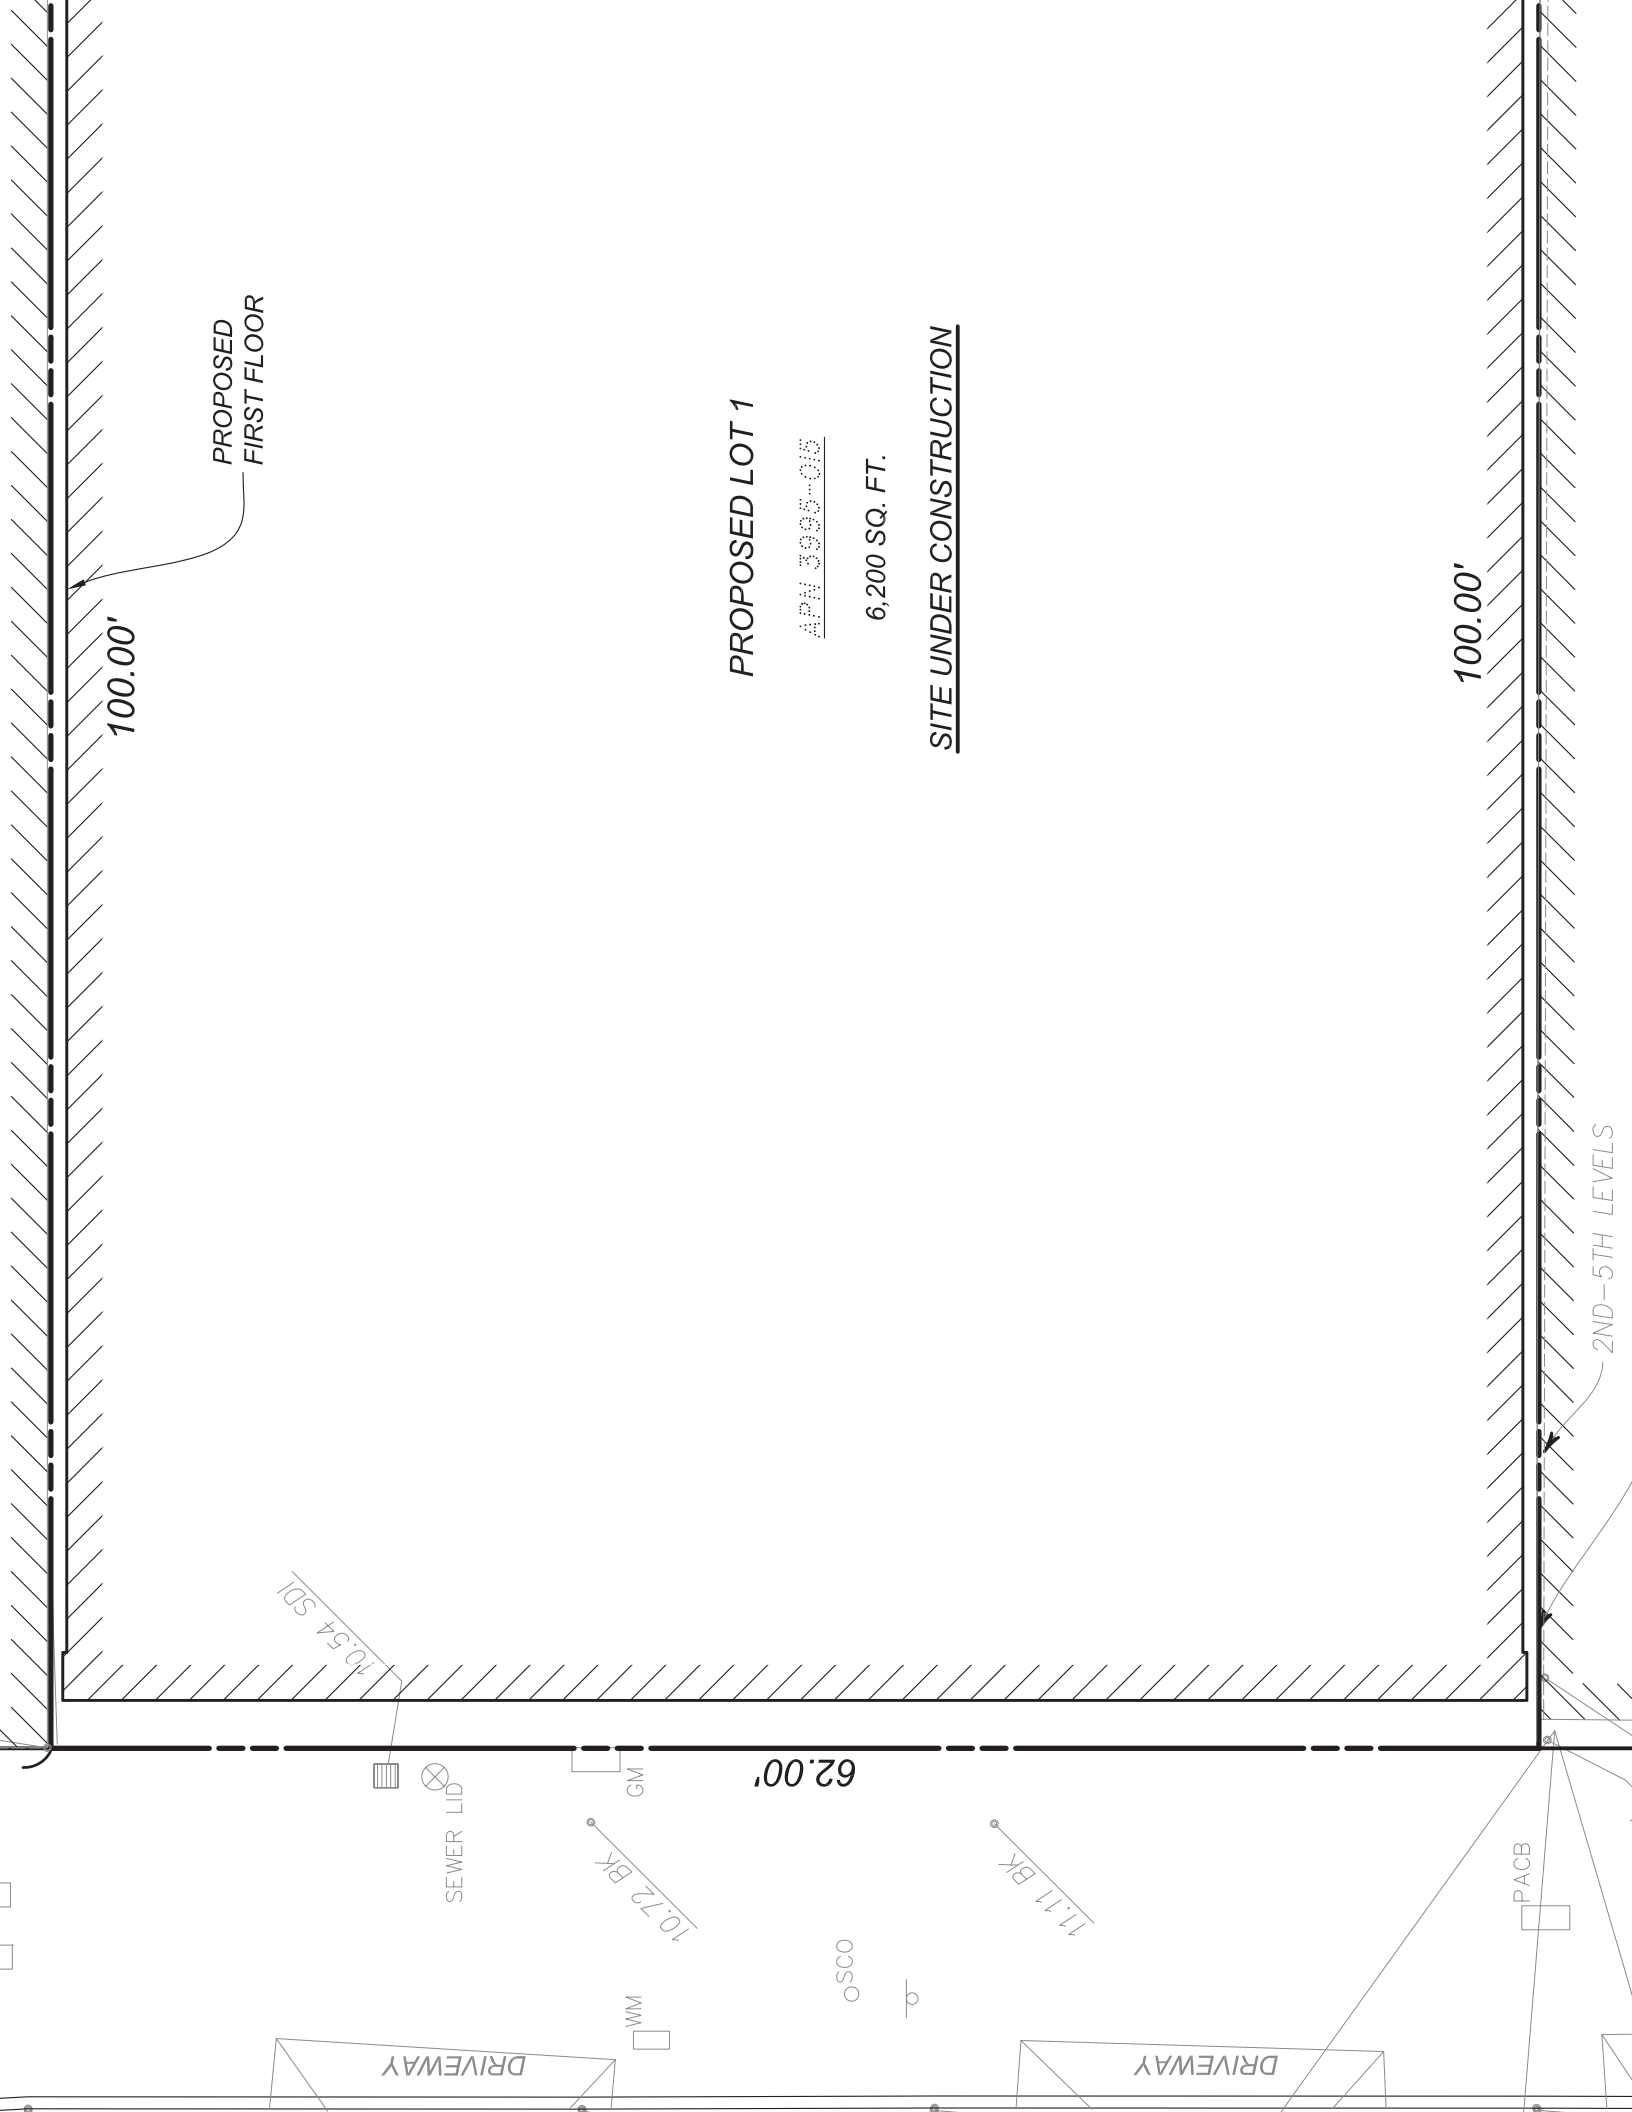 PROPOSED
FIRST FLOOR
100.00'
PROPOSED LOT 1
APN 3995-015
6,200 SQ. FT.
SITE UNDER CONSTRUCTION
100.00'
2ND-5TH LEVELS
10.54 SDI
62.00'
SEWER LID
GM
10.72 BK
11.11 BK
SCO
WM
PACB
DRIVEWAY
DRIVEWAY